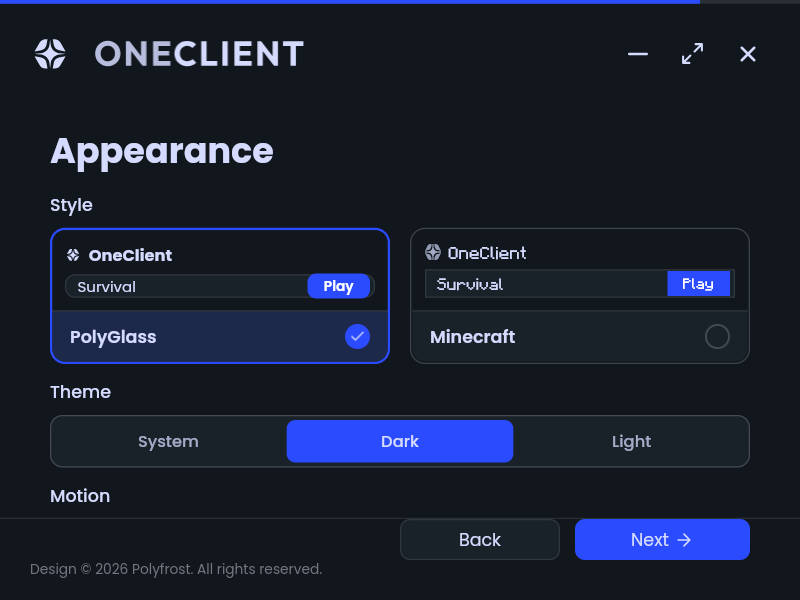 ONECLIENT
Appearance
Style
OneClient
Survival Play
PolyGlass
OneClient
Survival Play
Minecraft
Theme
System Dark Light
Motion
Back Next →
Design © 2026 Polyfrost. All rights reserved.